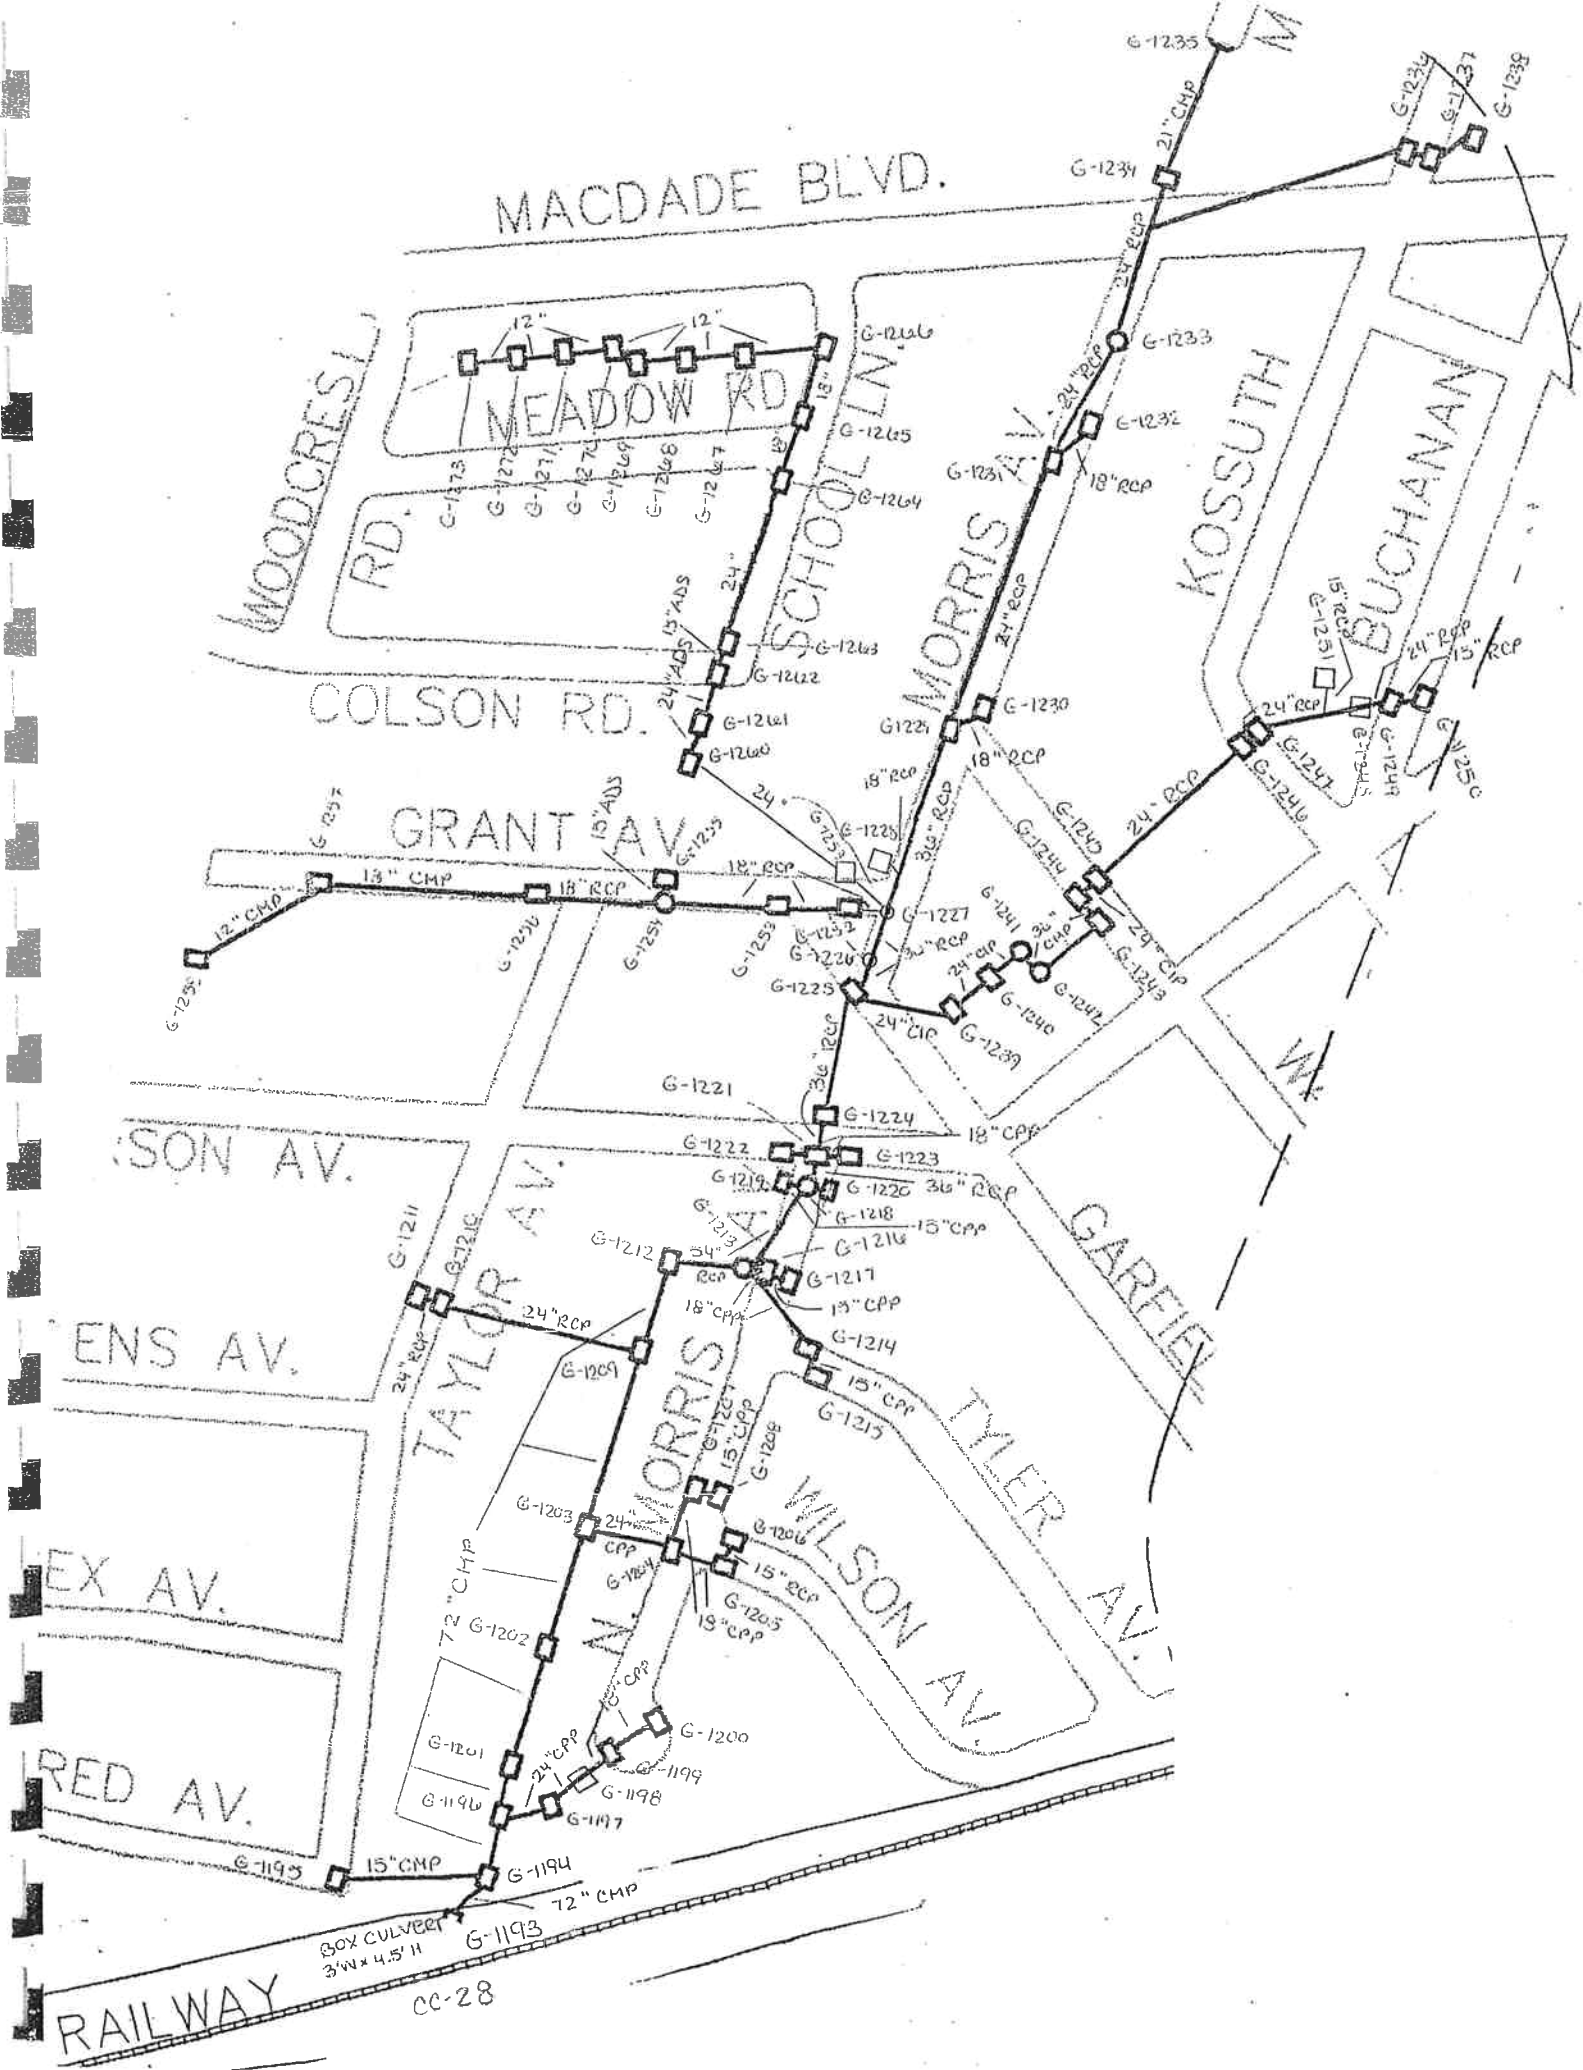 G-1235
M
21" CMP
G-1234
G-1236
G-1237
G-1238
MACDADE BLVD.
24" RCP
G-1233
24" RCP
G-1232
G-1231
18" RCP
12"
12"
G-1266
18"
MEADOW RD
G-1265
18"
G-1264
G-1273
G-1272
G-1271
G-1270
G-1269
G-1268
G-1267
WOODCREST
RD.
SCHOOL LN.
MORRIS AV.
KOSSUTH
BUCHANAN
24"
15" ADS
G-1263
24" ADS
G-1262
24" RCP
15" RCP
G-1251
24" RCP
15" RCP
COLSON RD.
G-1261
G-1260
G1229
G-1230
18" RCP
24" RCP
G-1247
G-1248
G-1249
G-1250
G-1246
24" RCP
18" RCP
24"
G-1259
G-1228
36" RCP
G-1245
G-1244
G-1257
GRANT AV.
15" ADS
G-1255
18" CMP
18" RCP
18" RCP
12" CMP
G-1256
G-1254
G-1253
G-1252
G-1227
G-1226
36" RCP
G-1241
36" CMP
24" CIP
G-1243
24" CIP
G-1242
G-1240
G-1225
24" CIP
G-1239
W.
36" RCP
G-1221
G-1224
18" CPP
SON AV.
G-1222
G-1223
G-1219
G-1220
36" RCP
G-1218
15" CPP
GARFIEL
G-1211
G-1210
TAYLOR AV.
G-1212
G-1213
54" RCP
G-1216
G-1217
18" CPP
15" CPP
24" RCP
24" RCP
G-1209
G-1214
15" CPP
G-1215
ENS AV.
N. MORRIS A
G-1207
15" CPP
G-1208
TYLER AV.
WILSON AV.
G-1203
24" CPP
G-1204
G-1206
15" RCP
G-1205
18" CPP
EX AV.
72" CMP
G-1202
18" CPP
G-1200
G-1201
24" CPP
G-1199
G-1198
G-1196
G-1197
RED AV.
G-1195
15" CMP
G-1194
72" CMP
BOX CULVERT
3'W x 4.5' H
G-1193
CC-28
RAILWAY